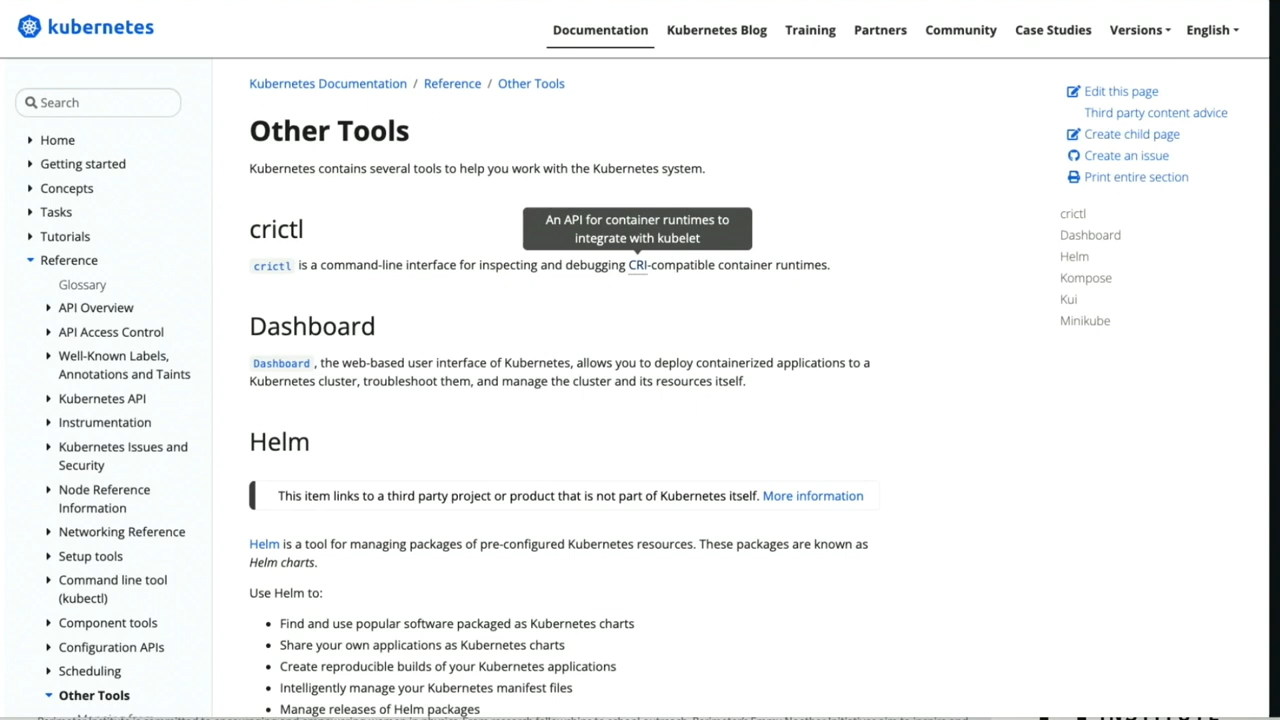 kubernetes
Documentation Kubernetes Blog Training Partners Community Case Studies Versions English
Search
Home
Getting started
Concepts
Tasks
Tutorials
Reference
Glossary
API Overview
API Access Control
Well-Known Labels,
Annotations and Taints
Kubernetes API
Instrumentation
Kubernetes Issues and
Security
Node Reference
Information
Networking Reference
Setup tools
Command line tool
(kubectl)
Component tools
Configuration APIs
Scheduling
Other Tools
Kubernetes Documentation / Reference / Other Tools
Other Tools
Kubernetes contains several tools to help you work with the Kubernetes system.
crictl
An API for container runtimes to
integrate with kubelet
crictl is a command-line interface for inspecting and debugging CRI-compatible container runtimes.
Dashboard
Dashboard , the web-based user interface of Kubernetes, allows you to deploy containerized applications to a
Kubernetes cluster, troubleshoot them, and manage the cluster and its resources itself.
Helm
This item links to a third party project or product that is not part of Kubernetes itself. More information
Helm is a tool for managing packages of pre-configured Kubernetes resources. These packages are known as
Helm charts.
Use Helm to:
• Find and use popular software packaged as Kubernetes charts
• Share your own applications as Kubernetes charts
• Create reproducible builds of your Kubernetes applications
• Intelligently manage your Kubernetes manifest files
• Manage releases of Helm packages
Edit this page
Third party content advice
Create child page
Create an issue
Print entire section
crictl
Dashboard
Helm
Kompose
Kui
Minikube